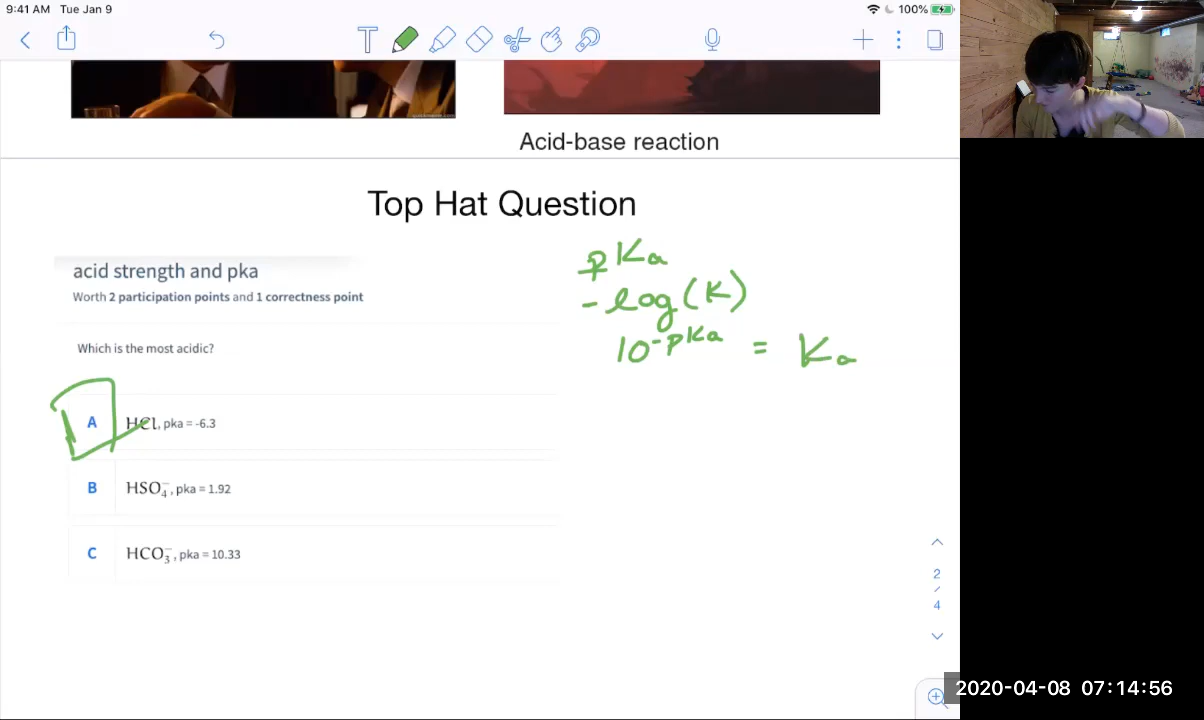 9:41 AM Tue Jan 9
100%
Acid-base reaction
Top Hat Question
acid strength and pka
Worth 2 participation points and 1 correctness point
Which is the most acidic?
A HCl, pka = -6.3
B HSO₄⁻, pka = 1.92
C HCO₃⁻, pka = 10.33
pKa
-log(K)
10^-pKa = Ka
2
/
4
2020-04-08 07:14:56